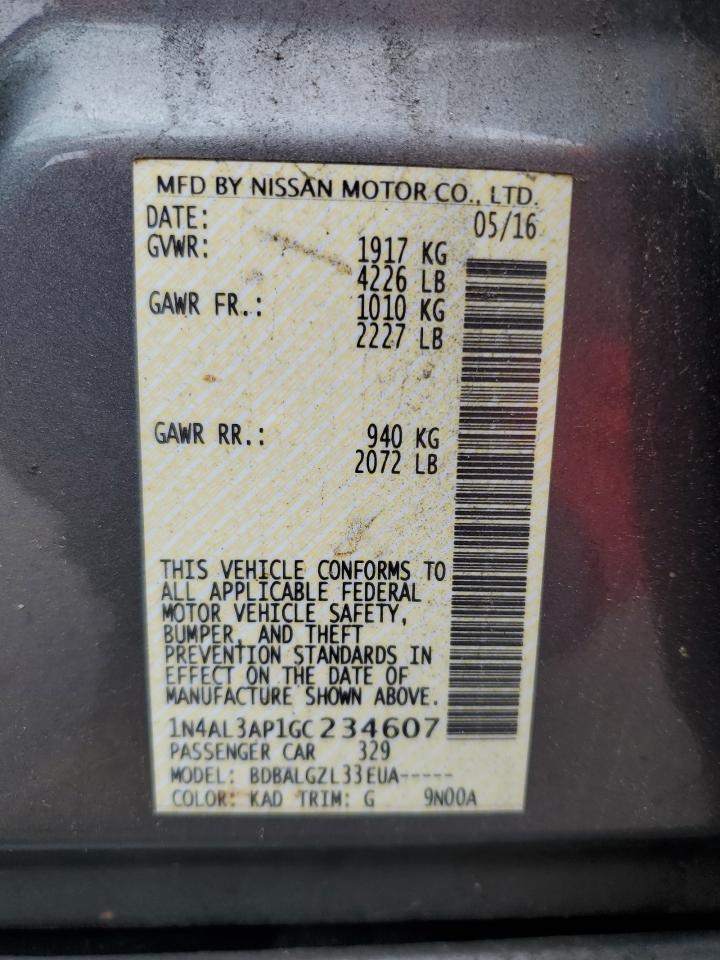 MFD BY NISSAN MOTOR CO., LTD.
DATE: 05/16
GVWR: 1917 KG
4226 LB
GAWR FR.: 1010 KG
2227 LB
GAWR RR.: 940 KG
2072 LB
THIS VEHICLE CONFORMS TO
ALL APPLICABLE FEDERAL
MOTOR VEHICLE SAFETY,
BUMPER, AND THEFT
PREVENTION STANDARDS IN
EFFECT ON THE DATE OF
MANUFACTURE SHOWN ABOVE.
1N4AL3AP1GC234607
PASSENGER CAR 329
MODEL: BDBALGZL33EUA-----
COLOR: KAD TRIM: G 9N00A